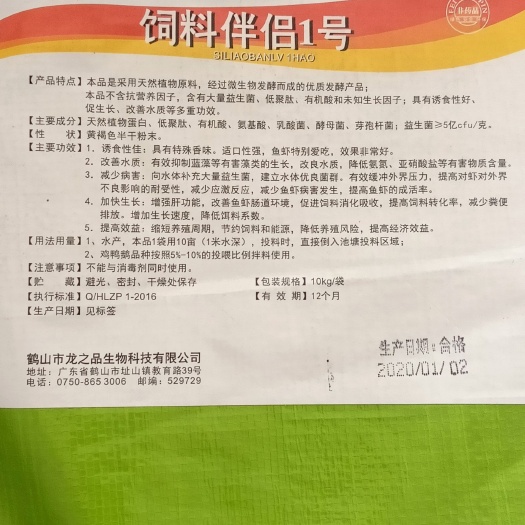 非药品
饲料伴侣1号
SILIAOBANLV 1HAO
【产品特点】本品是采用天然植物原料，经过微生物发酵而成的优质发酵产品；
本品不含抗营养因子，含有大量益生菌、低聚肽、有机酸和未知生长因子；具有诱食性好、
促生长、改善水质等多重功效。
【主要成分】天然植物蛋白、低聚肽、有机酸、氨基酸、乳酸菌、酵母菌、芽孢杆菌；益生菌≥5亿cfu/克。
【性 状】黄褐色半干粉末。
【主要功效】1、诱食性佳：具有特殊香味。适口性强，鱼虾特别爱吃，效果非常好。
2、改善水质：有效抑制蓝藻等有害藻类的生长，改良水质，降低氨氮、亚硝酸盐等有害物质含量。
3、减少病害：向水体补充大量益生菌，建立水体优良菌群。有效缓冲外界压力，提高对虾对外界
不良影响的耐受性，减少应激反应，减少鱼虾病害发生，提高鱼虾的成活率。
4、加快生长：增强肝功能，改善鱼虾肠道环境，促进饲料消化吸收，提高饲料转化率，减少粪便
排放。增加生长速度，降低饵料系数。
5、提高效益：缩短养殖周期，节约饲料和能源，降低养殖风险，提高经济效益。
【用法用量】1、水产，本品1袋用10亩（1米水深），投料时，直接倒入池塘投料区域；
2、鸡鸭鹅品种按照5%-10%的投喂比例拌料使用。
【注意事项】不能与消毒剂同时使用。
【贮 藏】避光、密封、干燥处保存 【包装规格】10kg/袋
【执行标准】Q/HLZP 1-2016 【有 效 期】12个月
【生产日期】见标签
鹤山市龙之品生物科技有限公司
地址：广东省鹤山市址山镇教育路39号
电话：0750-865 3006 邮编：529729
生产日期：合格
2020/01/02